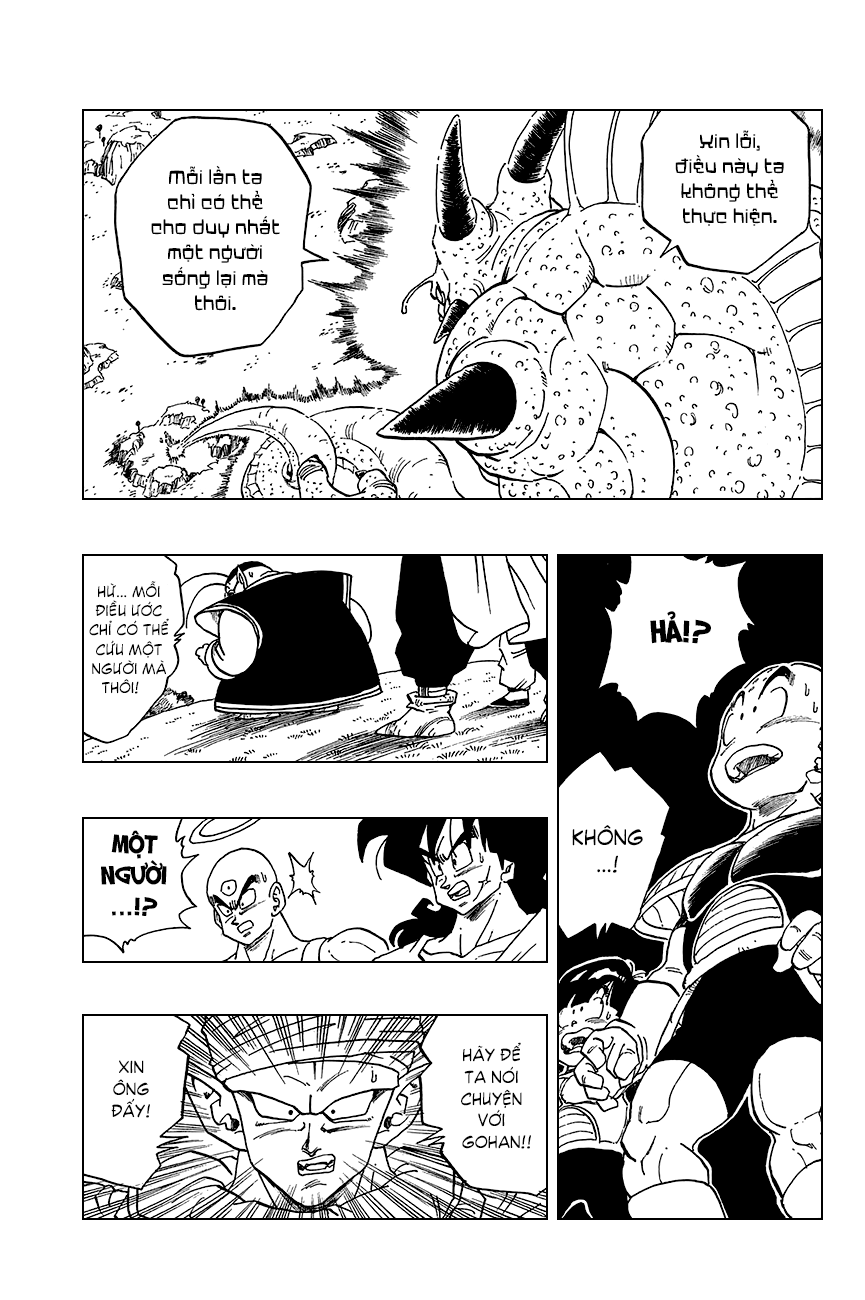 Xin lỗi,
điều này ta
không thể
thực hiện.
Mỗi lần ta
chỉ có thể
cho duy nhất
một người
sống lại mà
thôi.
HẢ!?
KHÔNG
...!
HỪ... MỖI
ĐIỀU ƯỚC
CHỈ CÓ THỂ
CỨU MỘT
NGƯỜI MÀ
THÔI!
MỘT
NGƯỜI
...!?
HÃY ĐỂ
TA NÓI
CHUYỆN
VỚI
GOHAN!!
XIN
ÔNG
ĐẤY!